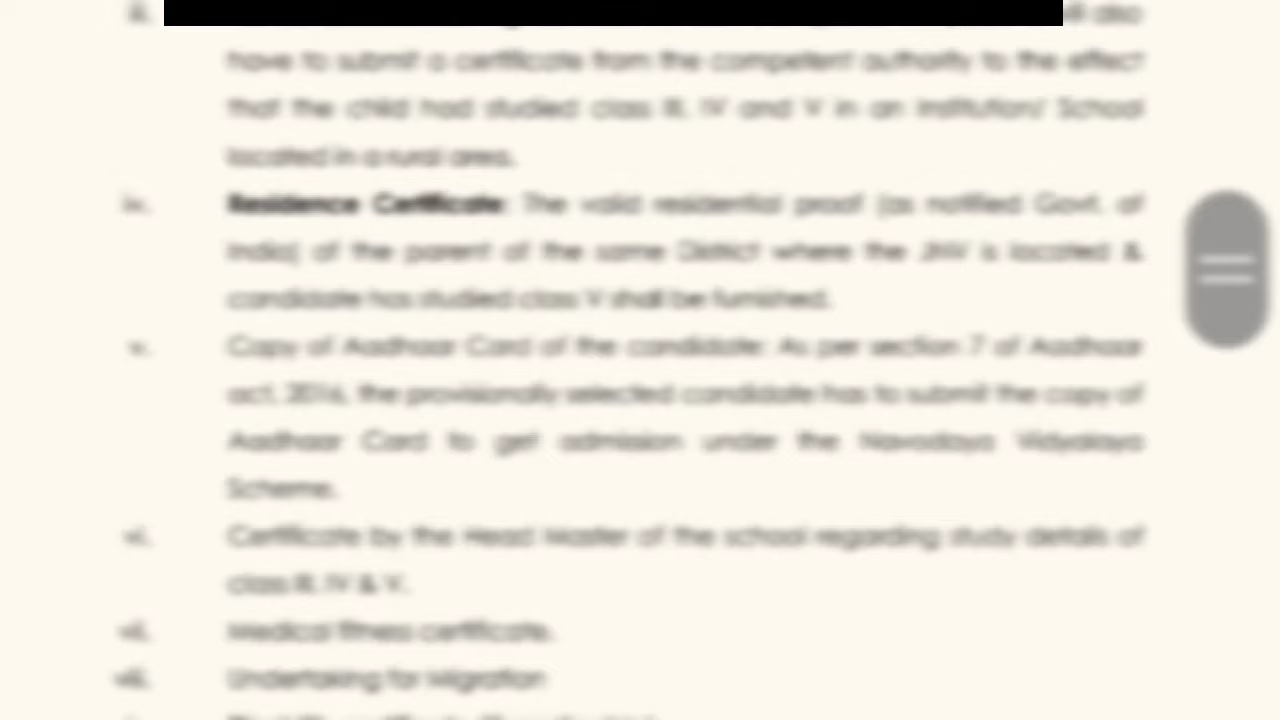 iii. will also
have to submit a certificate from the competent authority to the effect
that the child had studied class III, IV and V in an Institution/ School
located in a rural area.
iv. Residence Certificate: The valid residential proof (as notified Govt. of
India) of the parent of the same District where the JNV is located &
candidate has studied class V shall be furnished.
v. Copy of Aadhaar Card of the candidate: As per section 7 of Aadhaar
act, 2016, the provisionally selected candidate has to submit the copy of
Aadhaar Card to get admission under the Navodaya Vidyalaya
Scheme.
vi. Certificate by the Head Master of the school regarding study details of
class III, IV & V.
vii. Medical fitness certificate.
viii. Undertaking for Migration